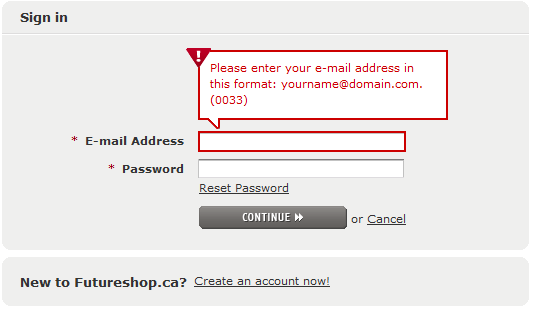 Sign in
!
Please enter your e-mail address in
this format: yourname@domain.com.
(0033)
* E-mail Address
* Password
Reset Password
CONTINUE or Cancel
New to Futureshop.ca? Create an account now!